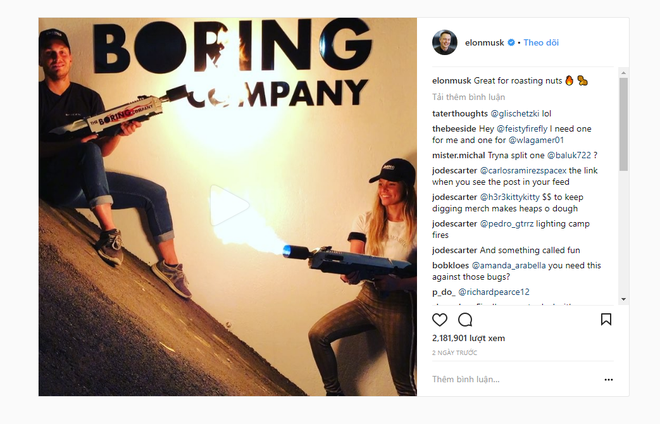 BORING
COMPANY
THE BORING COMPANY
elonmusk • Theo dõi
elonmusk Great for roasting nuts 🔥 🥜
Tải thêm bình luận
taterthoughts @glischetzki lol
thebeeside Hey @feistyfirefly I need one
for me and one for @wlagamer01
mister.michal Tryna split one @baluk722 ?
jodescarter @carlosramirezspacex the link
when you see the post in your feed
jodescarter @h3r3kittykitty $$ to keep
digging merch makes heaps o dough
jodescarter @pedro_gtrrz lighting camp
fires
jodescarter And something called fun
bobkloes @amanda_arabella you need this
against those bugs?
p_do_ @richardpearce12
2,181,901 lượt xem
2 NGÀY TRƯỚC
Thêm bình luận...